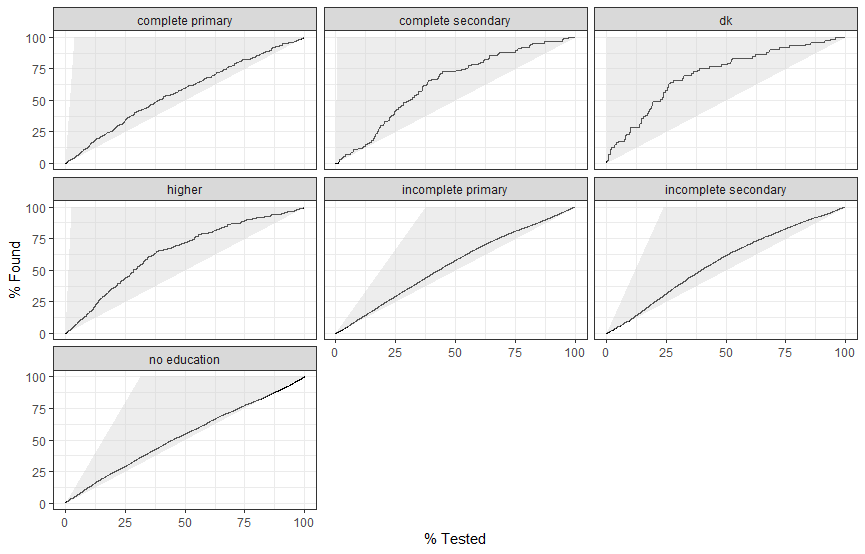 complete primary
complete secondary
dk
100
75
50
25
0
higher
incomplete primary
incomplete secondary
100
75
50
25
0
0 25 50 75 100
0 25 50 75 100
no education
100
75
50
25
0
0 25 50 75 100
% Found
% Tested